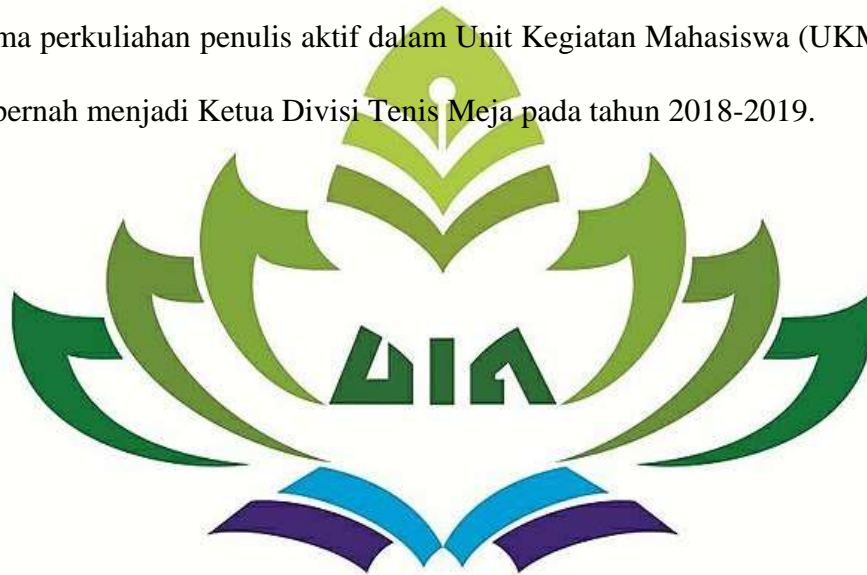 ma perkuliahan penulis aktif dalam Unit Kegiatan Mahasiswa (UKM
pernah menjadi Ketua Divisi Tenis Meja pada tahun 2018-2019.
UIN